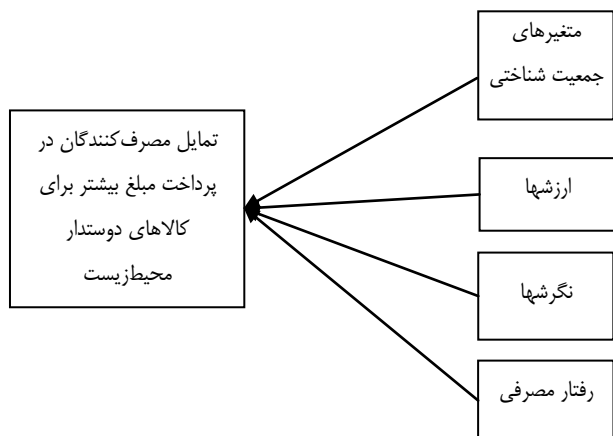 متغیرهای
جمعیت شناختی
ارزشها
نگرشها
رفتار مصرفی
تمایل مصرف‌کنندگان در
پرداخت مبلغ بیشتر برای
کالاهای دوستدار
محیط‌زیست